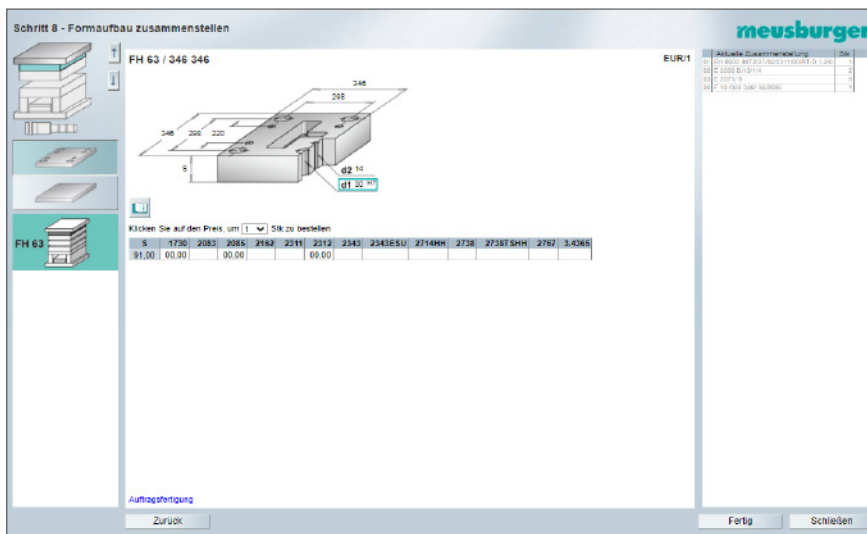 Schritt 8 - Formaufbau zusammenstellen
meusburger
FH 63 / 346 346
EUR/1
Aktuelle Zusammenstellung Stk
346
298
346 298 220
S
d2 14
d1 30 H7
Klicken Sie auf den Preis, um 1 Stk zu bestellen
S 1730 2083 2085 2162 2311 2312 2343 2343ESU 2714HH 2738 2738TSHH 2767 3.4365
91,00 00,00 00,00 00,00
FH 63
Auftragsfertigung
Zurück
Fertig
Schließen